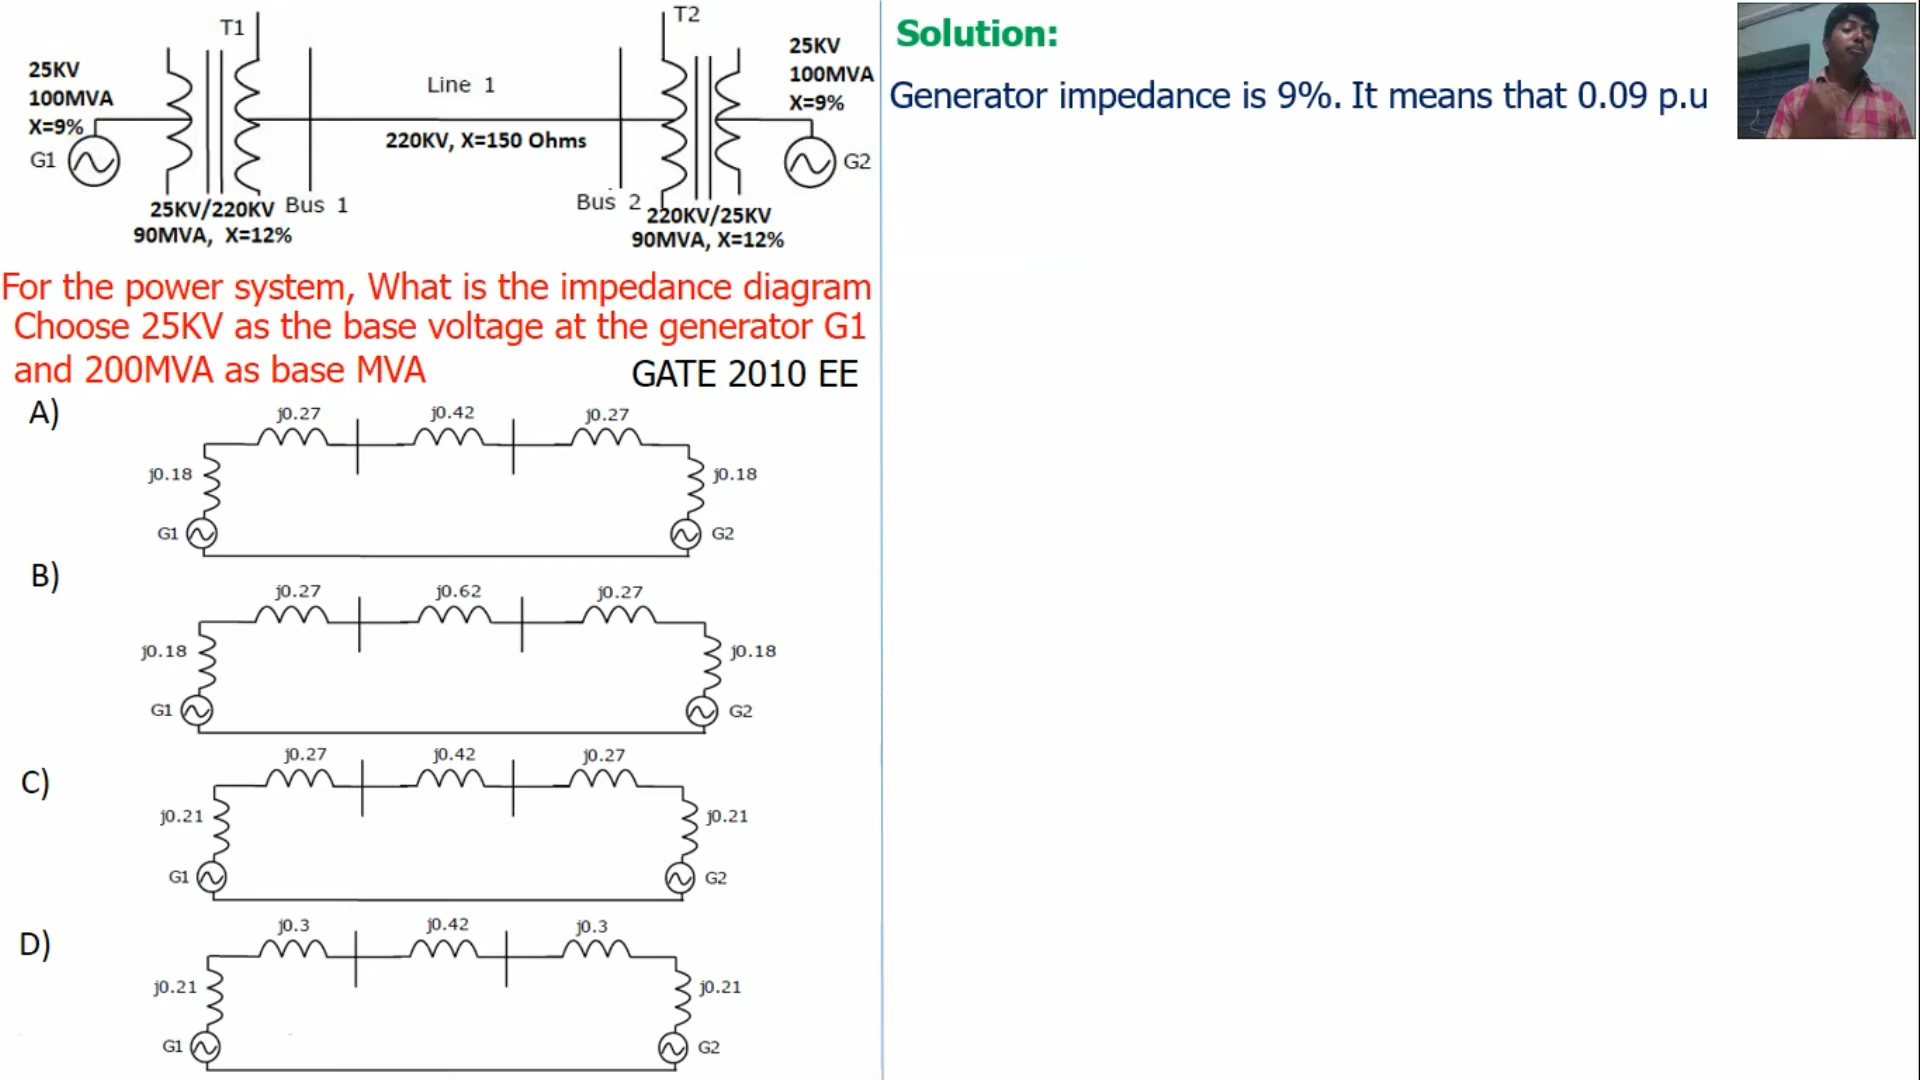 T1
T2
25KV
100MVA
X=9%
G1
Line 1
220KV, X=150 Ohms
25KV
100MVA
X=9%
G2
25KV/220KV
90MVA, X=12%
Bus 1
Bus 2
220KV/25KV
90MVA, X=12%
For the power system, What is the impedance diagram
Choose 25KV as the base voltage at the generator G1
and 200MVA as base MVA
GATE 2010 EE
A)
j0.27 j0.42 j0.27
j0.18 j0.18
G1 G2
B)
j0.27 j0.62 j0.27
j0.18 j0.18
G1 G2
C)
j0.27 j0.42 j0.27
j0.21 j0.21
G1 G2
D)
j0.3 j0.42 j0.3
j0.21 j0.21
G1 G2
Solution:
Generator impedance is 9%. It means that 0.09 p.u